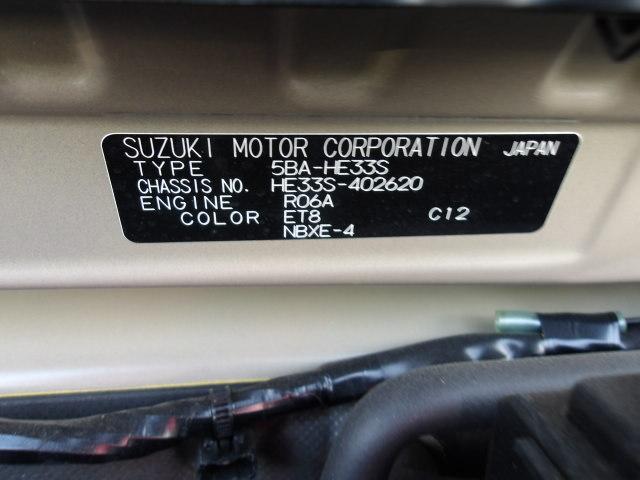 SUZUKI MOTOR CORPORATION JAPAN
TYPE 5BA-HE33S
CHASSIS NO. HE33S-402620
ENGINE R06A
COLOR ET8 C12
NBXE-4